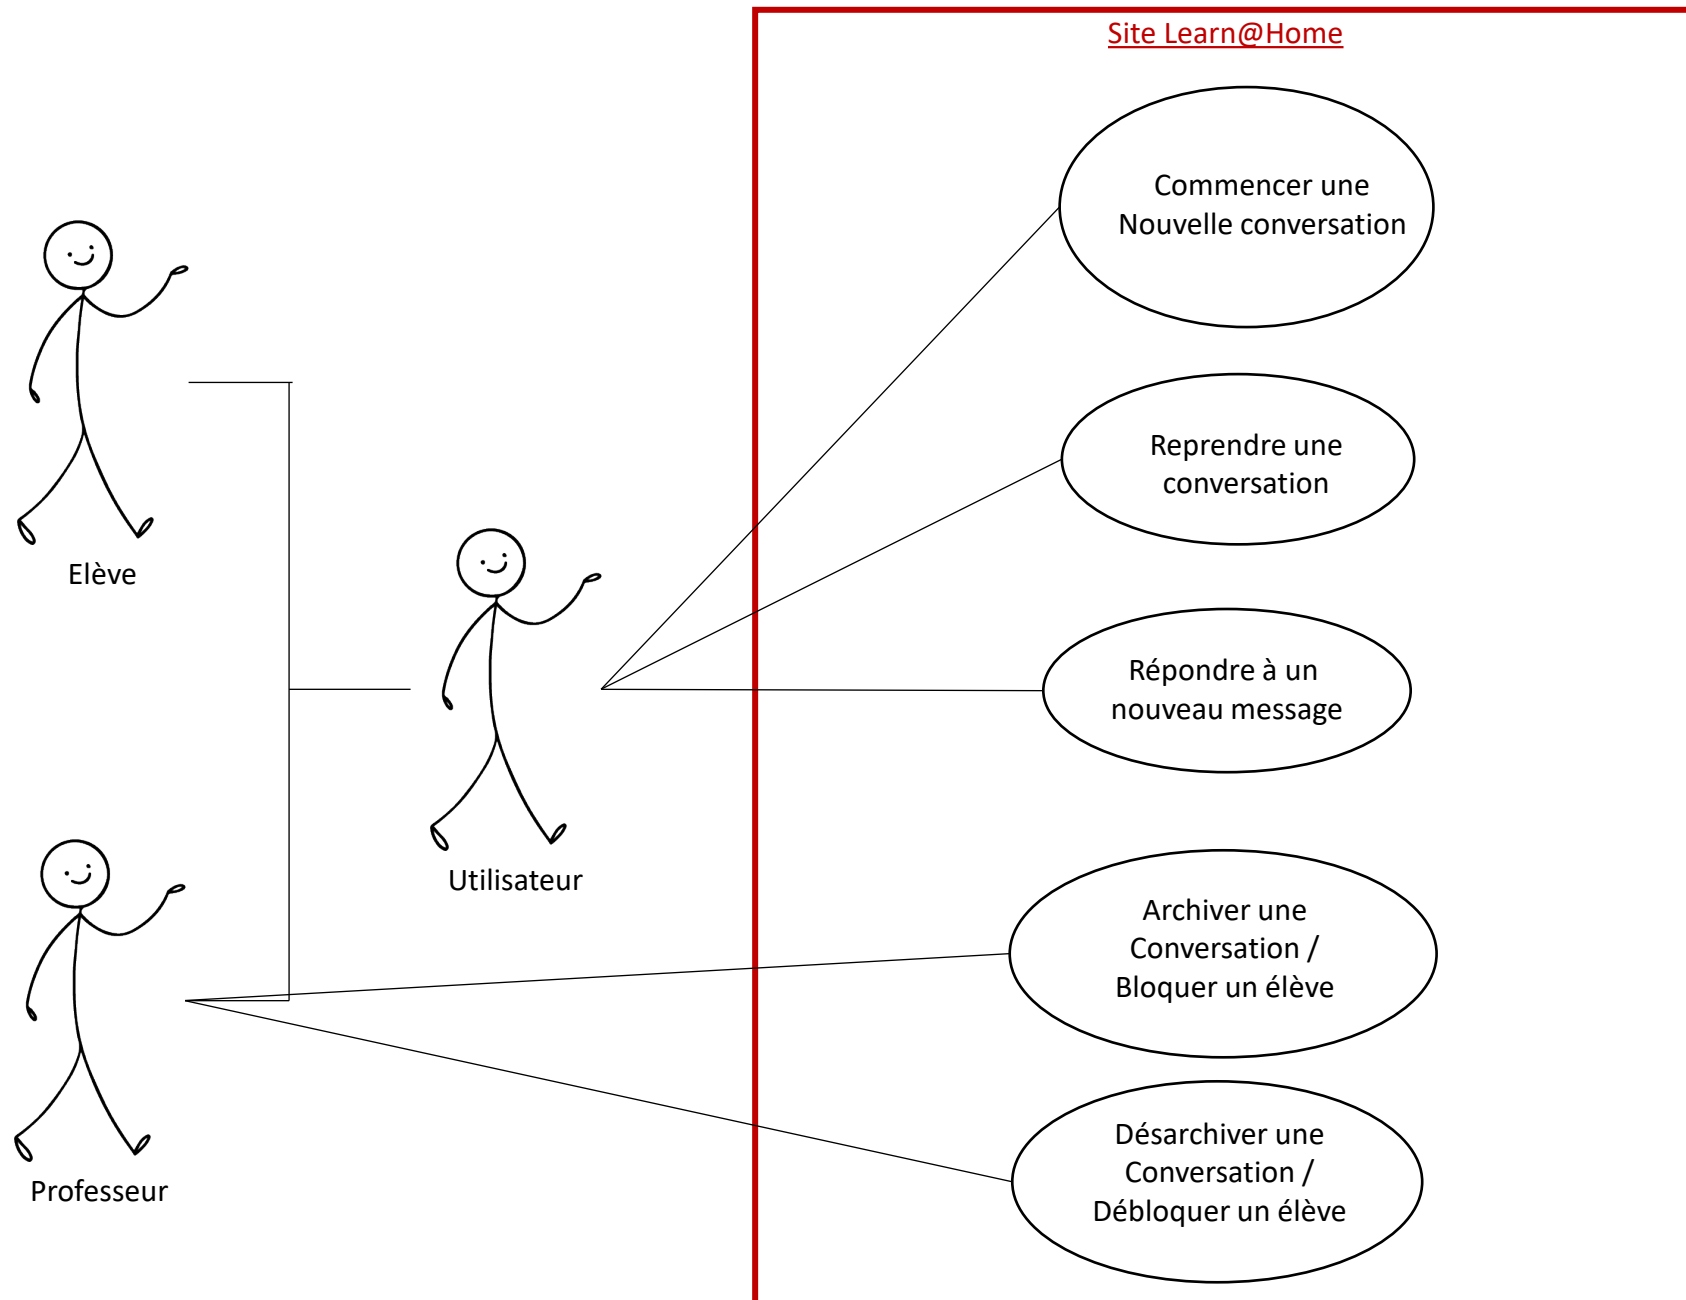 Site Learn@Home
Commencer une
Nouvelle conversation
Reprendre une
conversation
Elève
Répondre à un
nouveau message
Utilisateur
Archiver une
Conversation /
Bloquer un élève
Désarchiver une
Conversation /
Débloquer un élève
Professeur